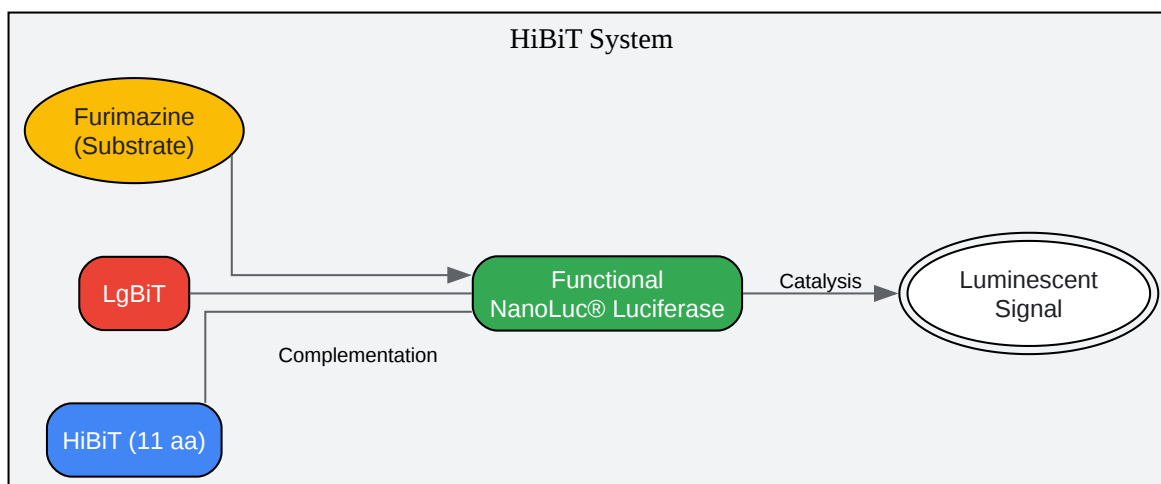 HiBiT System
Furimazine
(Substrate)
LgBiT
Functional
NanoLuc® Luciferase
Catalysis
Luminescent
Signal
Complementation
HiBiT (11 aa)